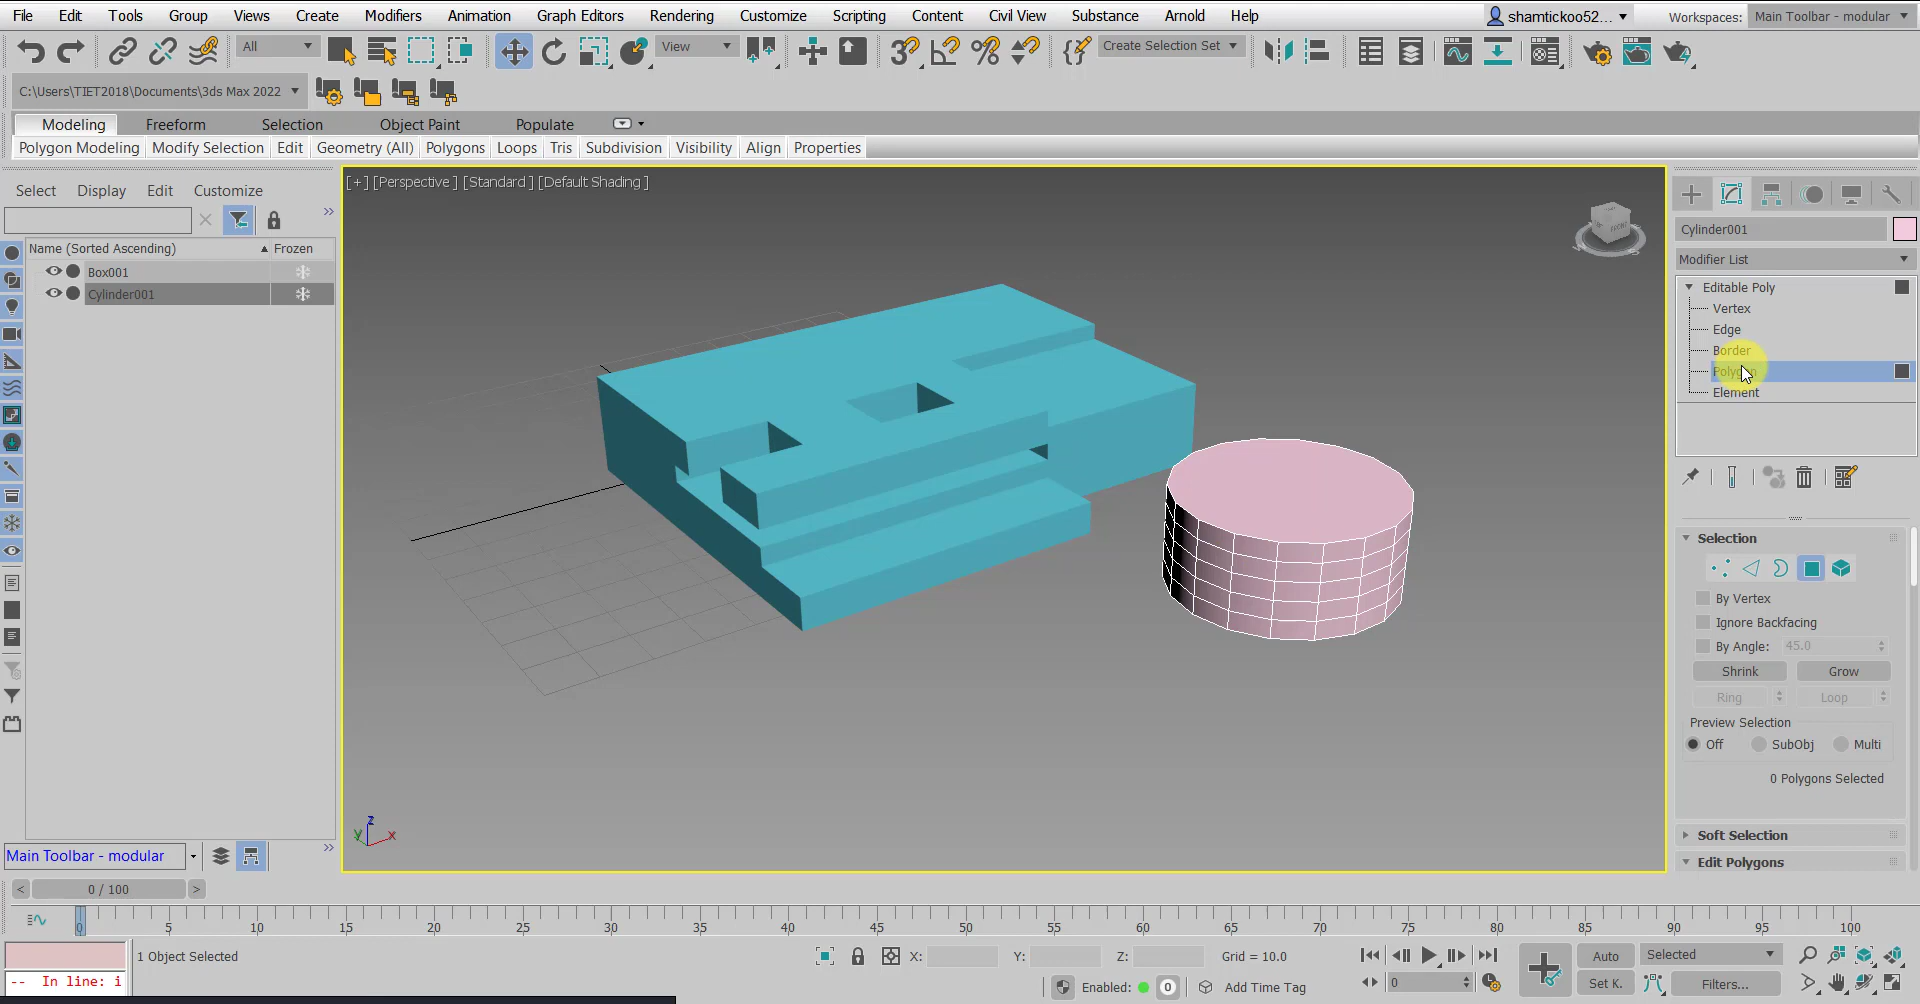 File Edit Tools Group Views Create Modifiers Animation Graph Editors Rendering Customize Scripting Content Civil View Substance Arnold Help shamtickoo52... Workspaces: Main Toolbar - modular
All View Create Selection Set
C:\Users\TIET2018\Documents\3ds Max 2022
Modeling Freeform Selection Object Paint Populate
Polygon Modeling Modify Selection Edit Geometry (All) Polygons Loops Tris Subdivision Visibility Align Properties
Select Display Edit Customize
Name (Sorted Ascending) Frozen
Box001
Cylinder001
[+] [Perspective ] [Standard ] [Default Shading ]
FRONT
z
y x
Cylinder001
Modifier List
Editable Poly
Vertex
Edge
Border
Polygon
Element
Selection
By Vertex
Ignore Backfacing
By Angle: 45.0
Shrink Grow
Ring Loop
Preview Selection
Off SubObj Multi
0 Polygons Selected
Soft Selection
Edit Polygons
Main Toolbar - modular
< 0 / 100 >
0 5 10 15 20 25 30 35 40 45 50 55 60 65 70 75 80 85 90 95 100
1 Object Selected X: Y: Z: Grid = 10.0 Auto Selected
-- In line: i Enabled: 0 Add Time Tag 0 Set K. Filters...